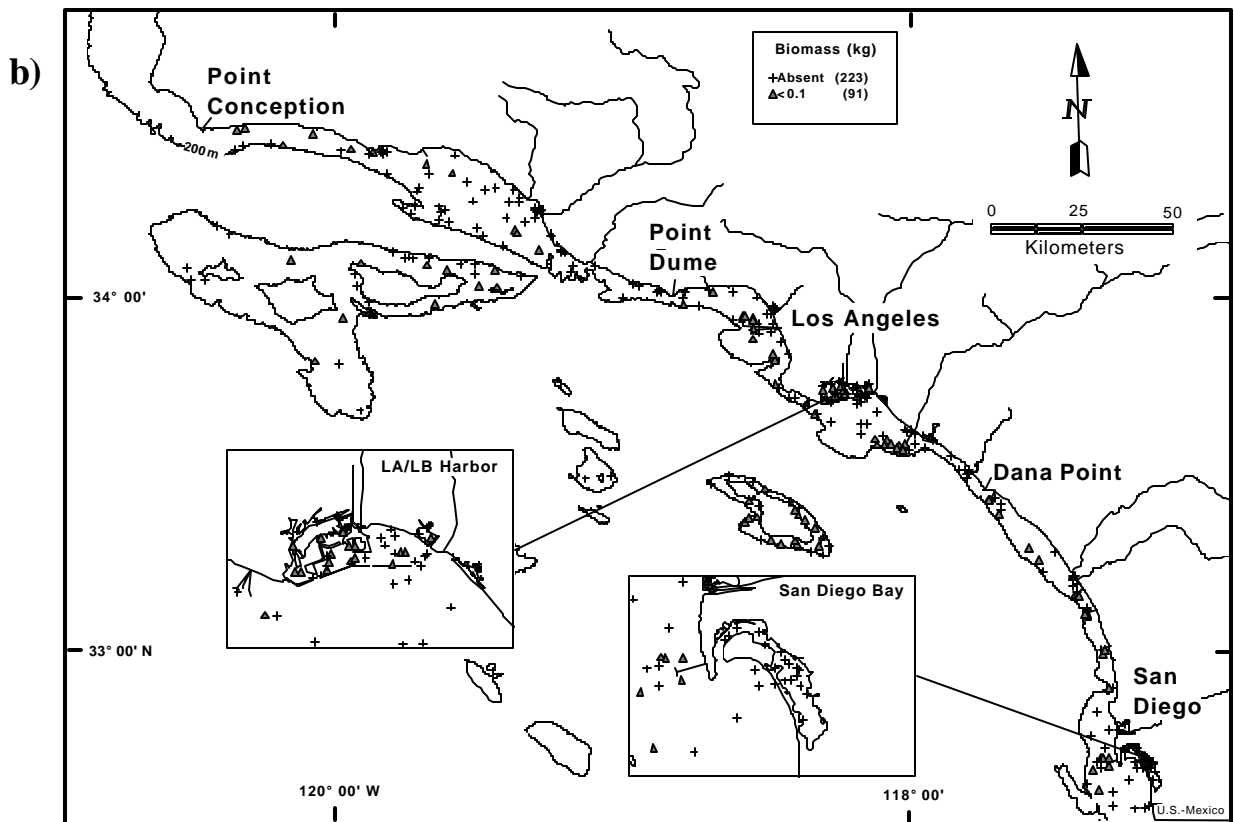 b)
Point
Conception
Biomass (kg)
+Absent (223)
< 0.1 (91)
N
200 m
0 25 50
Kilometers
Point
Dume
34° 00'
Los Angeles
LA/LB Harbor
Dana Point
San Diego Bay
33° 00' N
San
Diego
120° 00' W
118° 00'
U.S.-Mexico